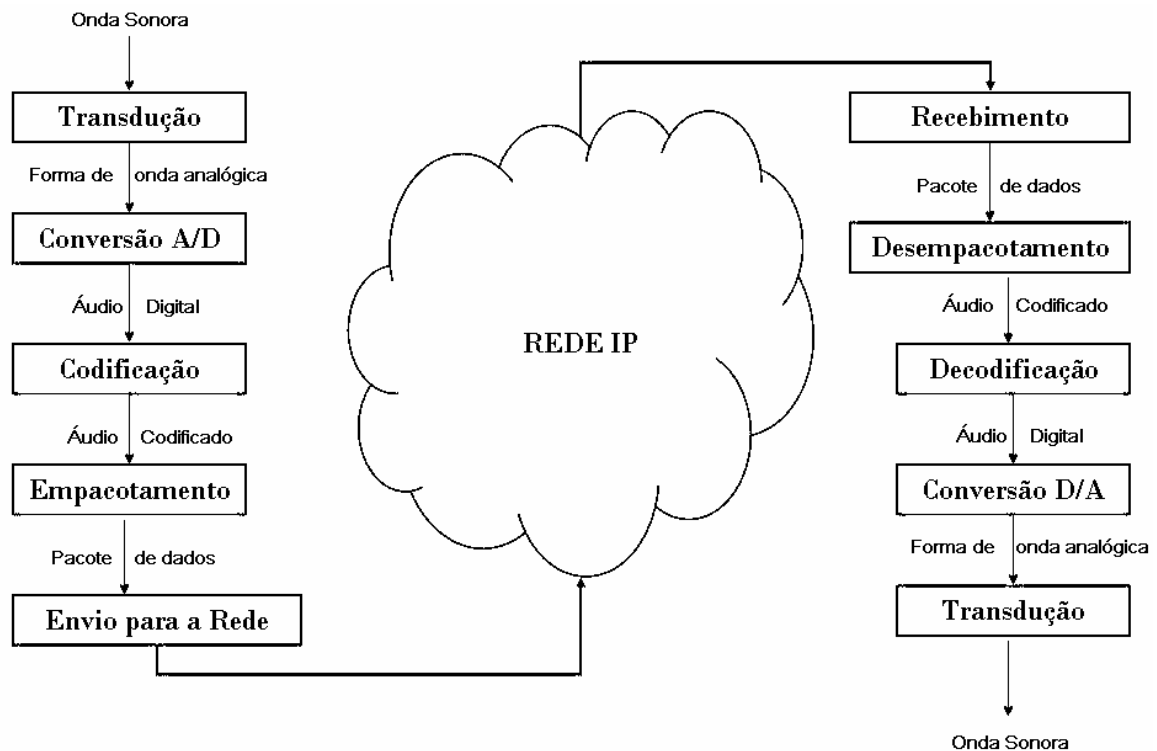 Onda Sonora
Transdução
Forma de onda analógica
Conversão A/D
Áudio Digital
Codificação
Áudio Codificado
Empacotamento
Pacote de dados
Envio para a Rede
REDE IP
Recebimento
Pacote de dados
Desempacotamento
Áudio Codificado
Decodificação
Áudio Digital
Conversão D/A
Forma de onda analógica
Transdução
Onda Sonora